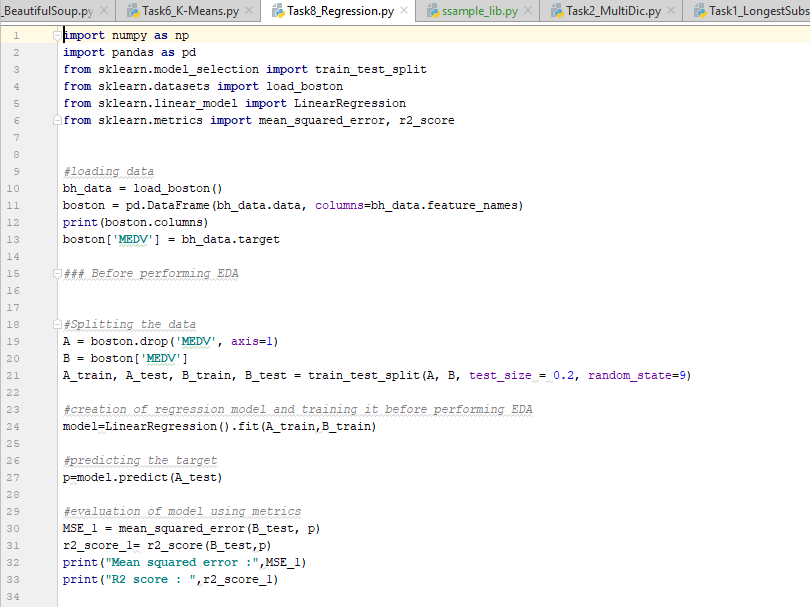 BeautifulSoup.py Task6_K-Means.py Task8_Regression.py ssample_lib.py Task2_MultiDic.py Task1_LongestSubs
1 import numpy as np
2 import pandas as pd
3 from sklearn.model_selection import train_test_split
4 from sklearn.datasets import load_boston
5 from sklearn.linear_model import LinearRegression
6 from sklearn.metrics import mean_squared_error, r2_score
7
8
9 #loading data
10 bh_data = load_boston()
11 boston = pd.DataFrame(bh_data.data, columns=bh_data.feature_names)
12 print(boston.columns)
13 boston['MEDV'] = bh_data.target
14
15 ### Before performing EDA
16
17
18 #Splitting the data
19 A = boston.drop('MEDV', axis=1)
20 B = boston['MEDV']
21 A_train, A_test, B_train, B_test = train_test_split(A, B, test_size = 0.2, random_state=9)
22
23 #creation of regression model and training it before performing EDA
24 model=LinearRegression().fit(A_train,B_train)
25
26 #predicting the target
27 p=model.predict(A_test)
28
29 #evaluation of model using metrics
30 MSE_1 = mean_squared_error(B_test, p)
31 r2_score_1= r2_score(B_test,p)
32 print("Mean squared error :",MSE_1)
33 print("R2 score : ",r2_score_1)
34